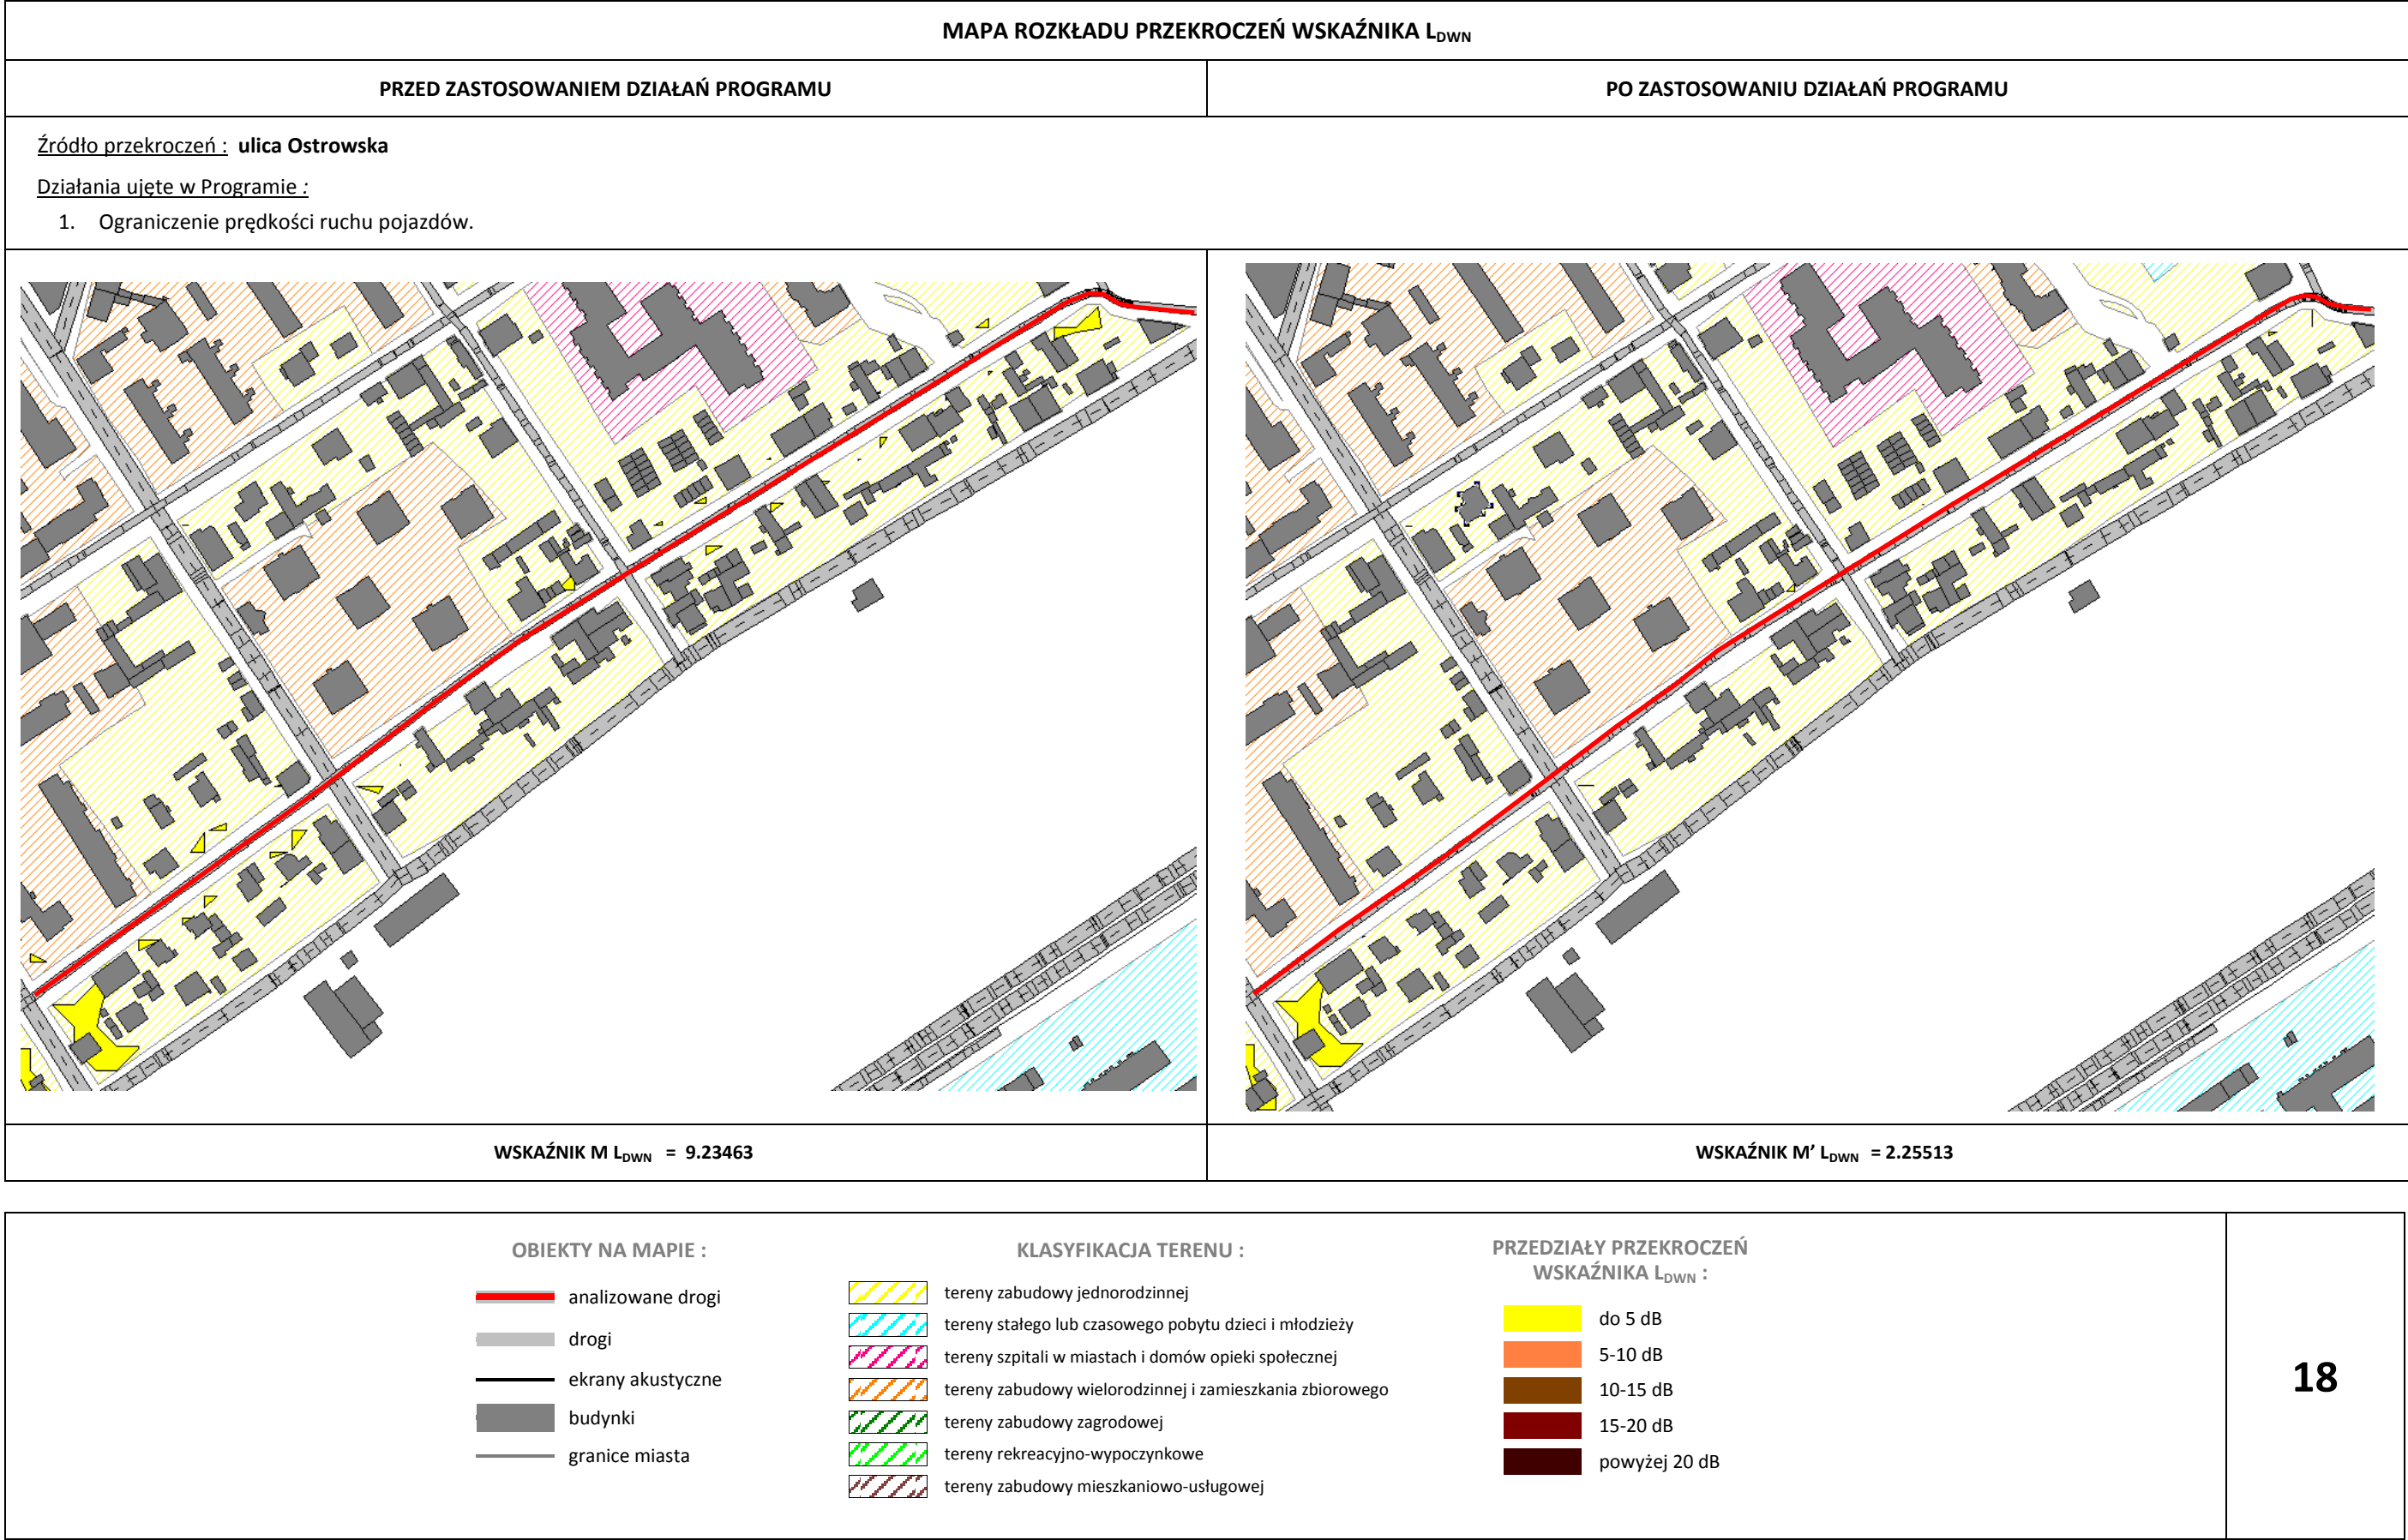 MAPA ROZKŁADU PRZEKROCZEŃ WSKAŹNIKA LDWN
PRZED ZASTOSOWANIEM DZIAŁAŃ PROGRAMU
PO ZASTOSOWANIU DZIAŁAŃ PROGRAMU
Źródło przekroczeń : ulica Ostrowska
Działania ujęte w Programie :
1. Ograniczenie prędkości ruchu pojazdów.
WSKAŹNIK M LDWN = 9.23463
WSKAŹNIK M’ LDWN = 2.25513
OBIEKTY NA MAPIE :
analizowane drogi
drogi
ekrany akustyczne
budynki
granice miasta
KLASYFIKACJA TERENU :
tereny zabudowy jednorodzinnej
tereny stałego lub czasowego pobytu dzieci i młodzieży
tereny szpitali w miastach i domów opieki społecznej
tereny zabudowy wielorodzinnej i zamieszkania zbiorowego
tereny zabudowy zagrodowej
tereny rekreacyjno-wypoczynkowe
tereny zabudowy mieszkaniowo-usługowej
PRZEDZIAŁY PRZEKROCZEŃ
WSKAŹNIKA LDWN :
do 5 dB
5-10 dB
10-15 dB
15-20 dB
powyżej 20 dB
18